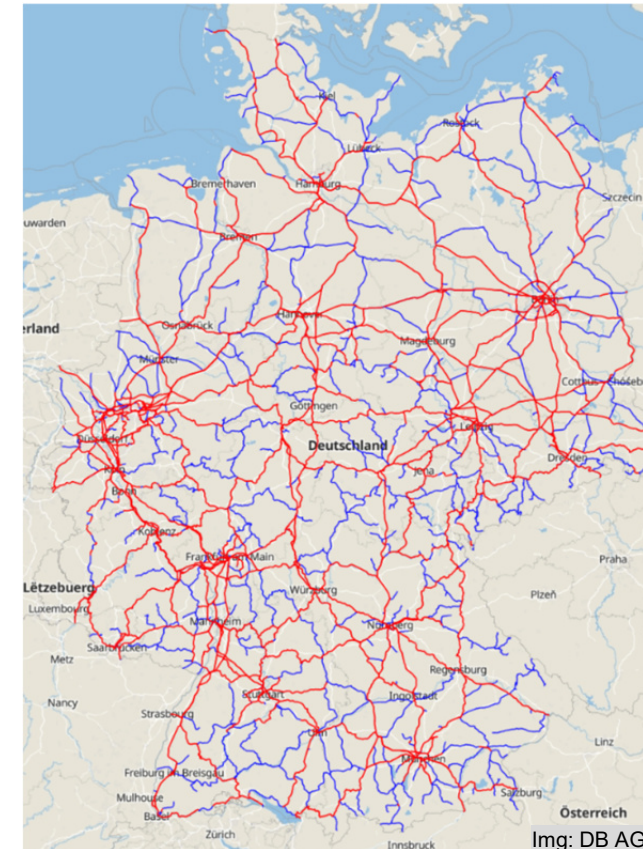 Kiel
Rostock
Lübeck
Bremerhaven
Hamburg
Szczecin
uwarden
Bremen
erland
Hannover
Osnabrück
Magdeburg
Münster
Cottbus - Chóśeb
Göttingen
Düsseldorf
Leipzig
Deutschland
Dresden
Köln
Jena
Bonn
Koblenz
Frankfurt am Main
Praha
Lëtzebuerg
Würzburg
Plzeň
Luxembourg
Mannheim
Nürnberg
Saarbrücken
Metz
Regensburg
Stuttgart
Ingolstadt
Nancy
Strasbourg
Ulm
Linz
München
Freiburg im Breisgau
Salzburg
Mulhouse
Basel
Österreich
Zürich
Innsbruck
Img: DB AG